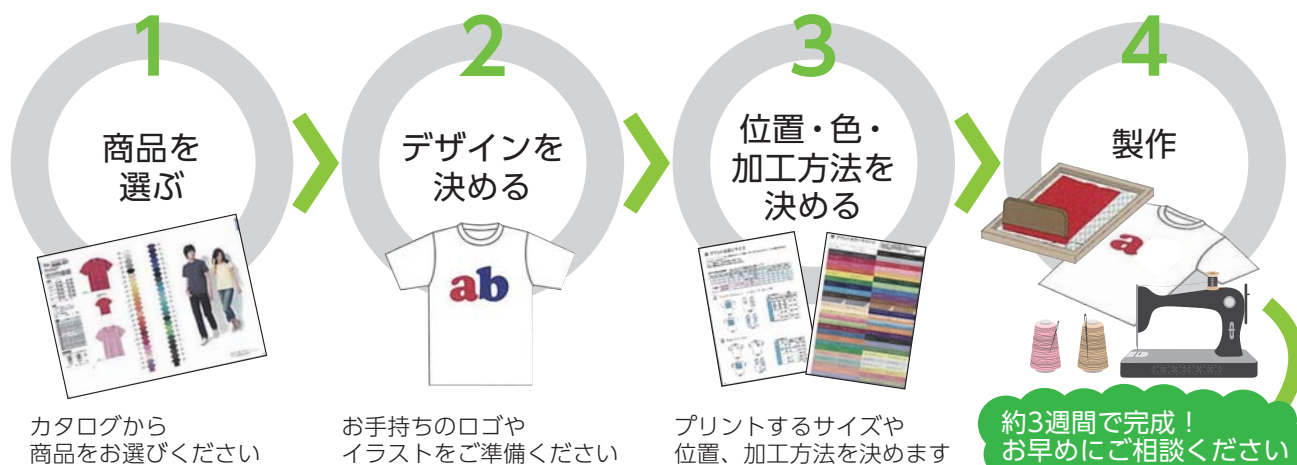 1
商品を
選ぶ
カタログから
商品をお選びください
2
デザインを
決める
ab
お手持ちのロゴや
イラストをご準備ください
3
位置・色・
加工方法を
決める
プリントするサイズや
位置、加工方法を決めます
4
製作
a
約3週間で完成！
お早めにご相談ください